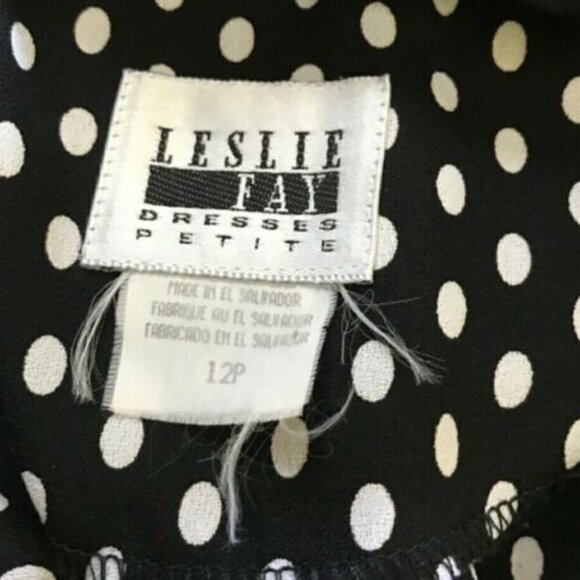 LESLIE
FAY
DRESSES
PETITE
MADE IN EL SALVADOR
FABRIQUE AU EL SALVADOR
FABRICADO EN EL SALVADOR
12P